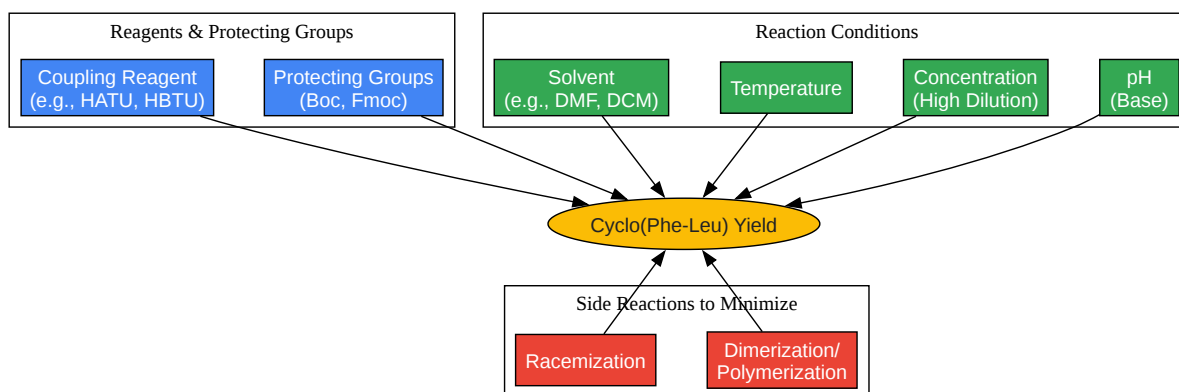 Reagents & Protecting Groups
Coupling Reagent
(e.g., HATU, HBTU)
Protecting Groups
(Boc, Fmoc)
Reaction Conditions
Solvent
(e.g., DMF, DCM)
Temperature
Concentration
(High Dilution)
pH
(Base)
Cyclo(Phe-Leu) Yield
Side Reactions to Minimize
Racemization
Dimerization/
Polymerization